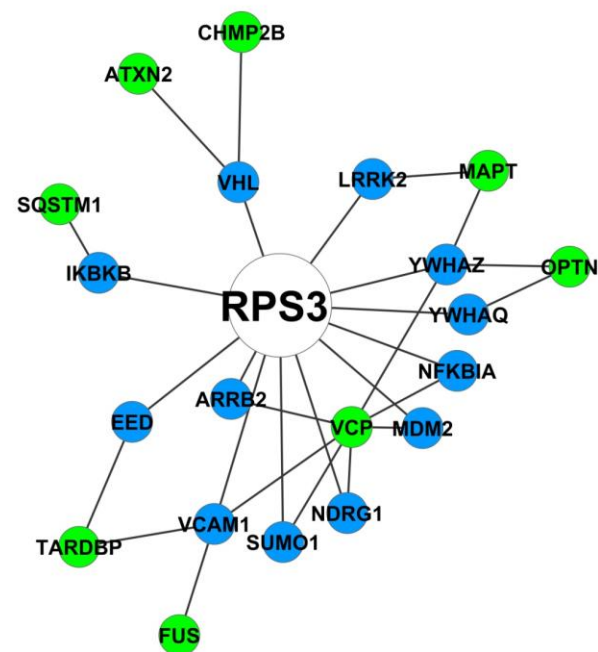 CHMP2B
ATXN2
VHL
LRRK2
MAPT
SQSTM1
IKBKB
YWHAZ
OPTN
RPS3
YWHAQ
NFKBIA
ARRB2
EED
VCP
MDM2
VCAM1
NDRG1
SUMO1
TARDBP
FUS